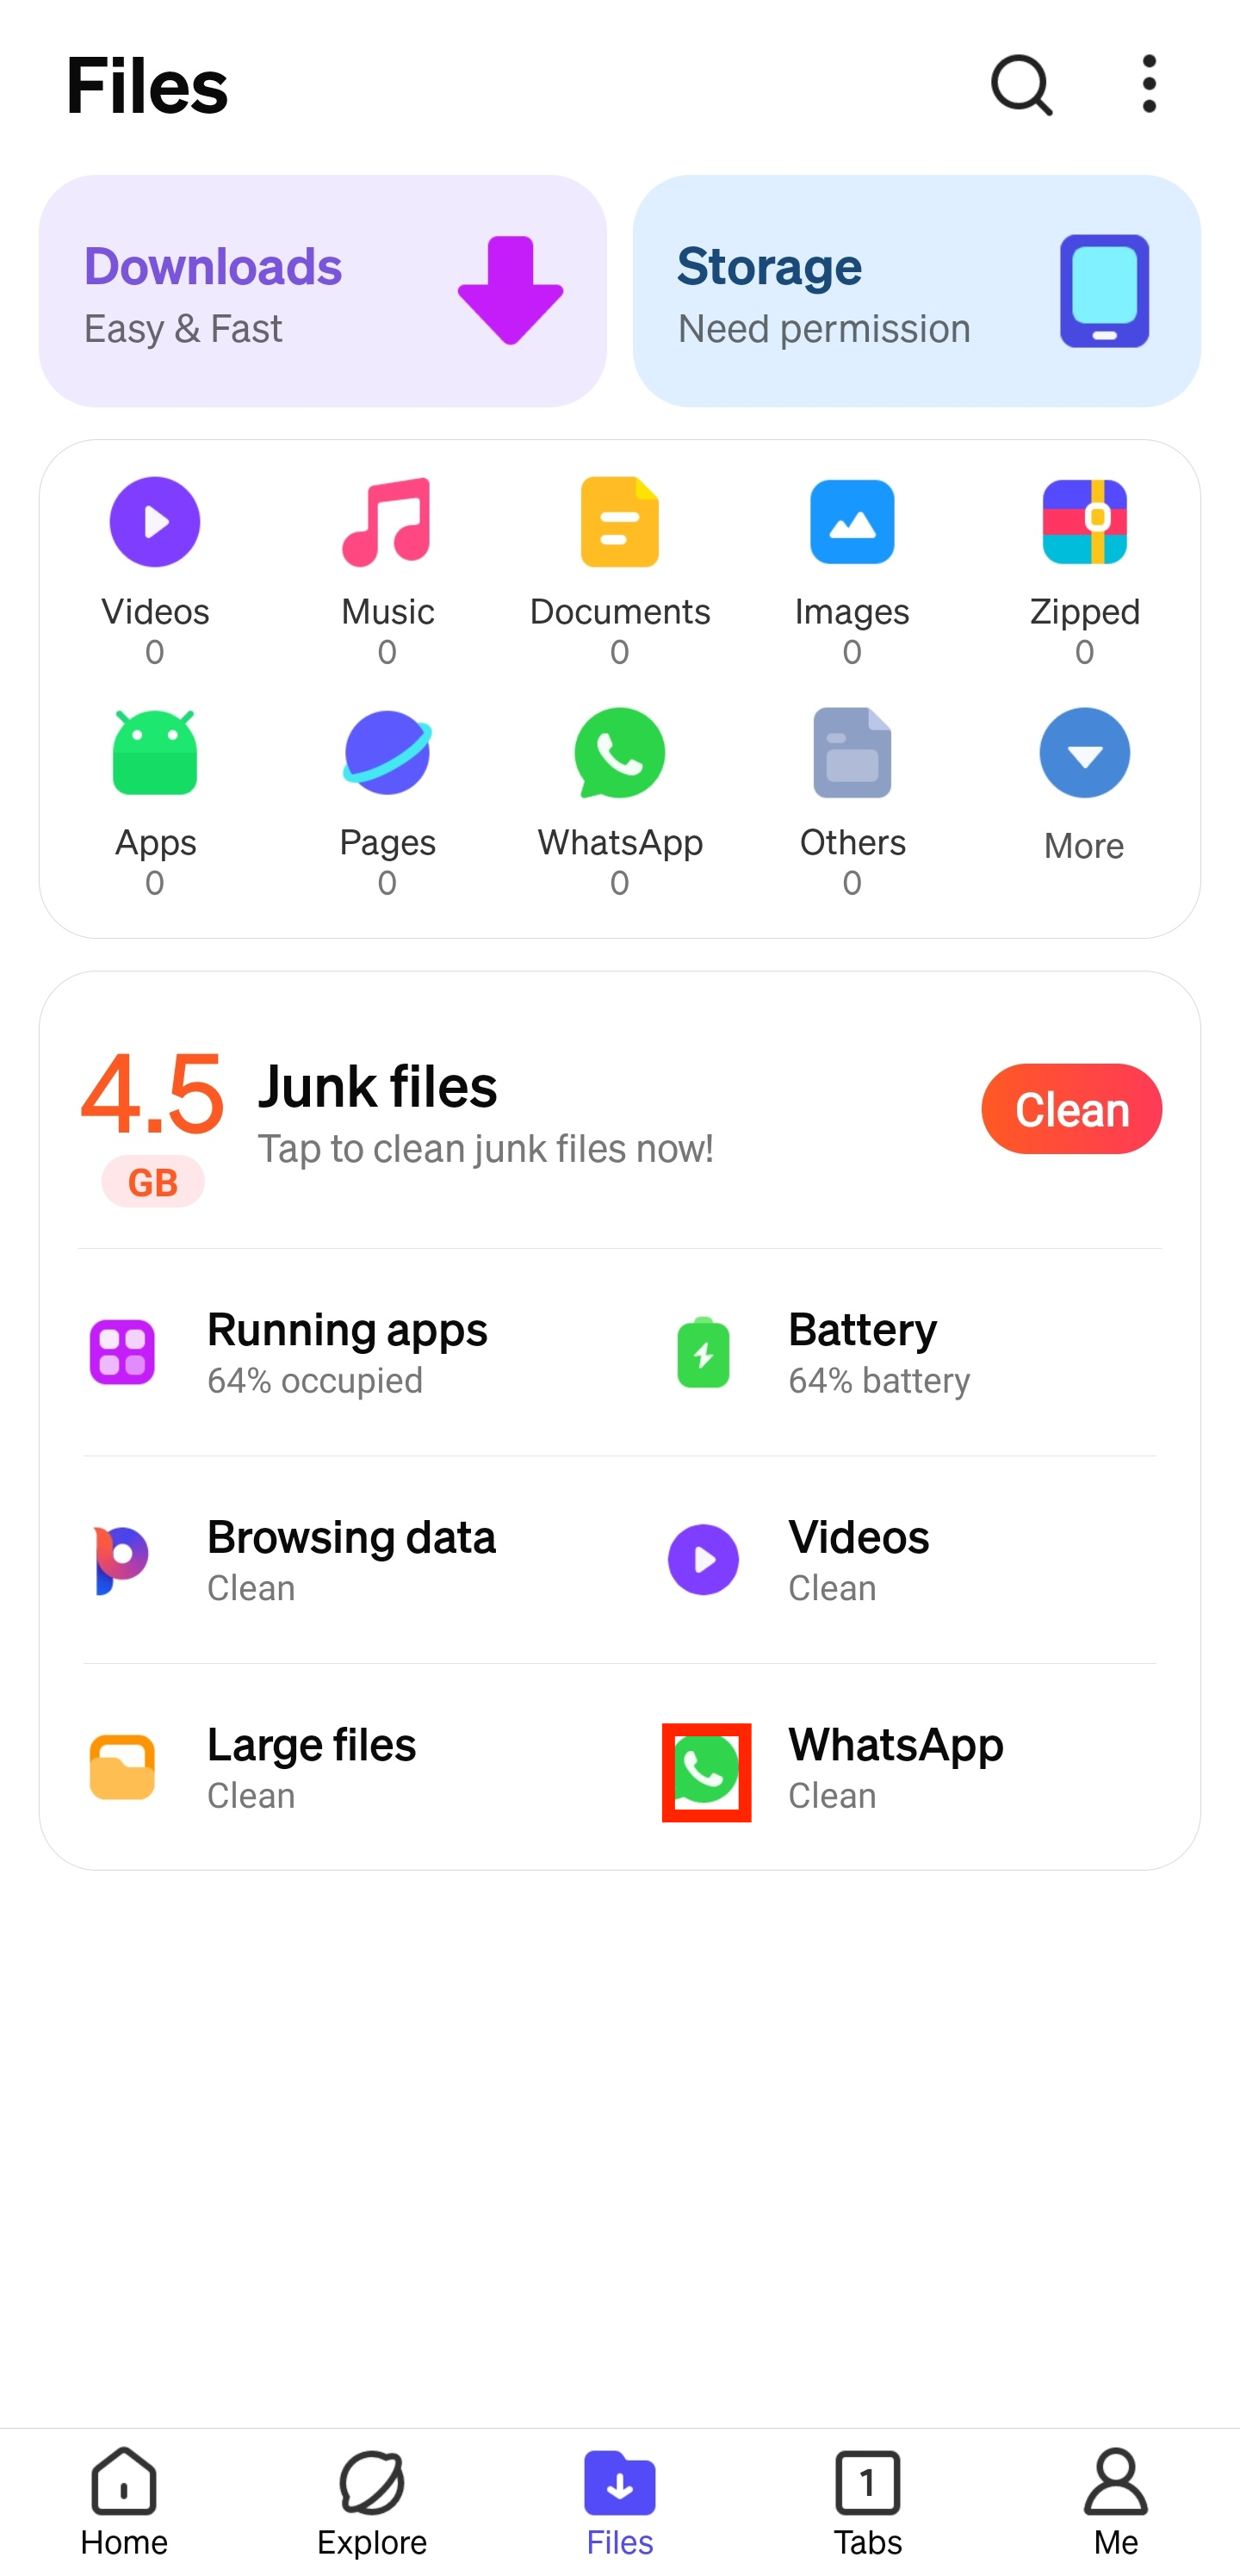 Files
Downloads
Easy & Fast
Storage
Need permission
Videos
0
Music
0
Documents
0
Images
0
Zipped
0
Apps
0
Pages
0
WhatsApp
0
Others
0
More
4.5
GB
Junk files
Tap to clean junk files now!
Clean
Running apps
64% occupied
Battery
64% battery
Browsing data
Clean
Videos
Clean
Large files
Clean
WhatsApp
Clean
Home
Explore
Files
1
Tabs
Me